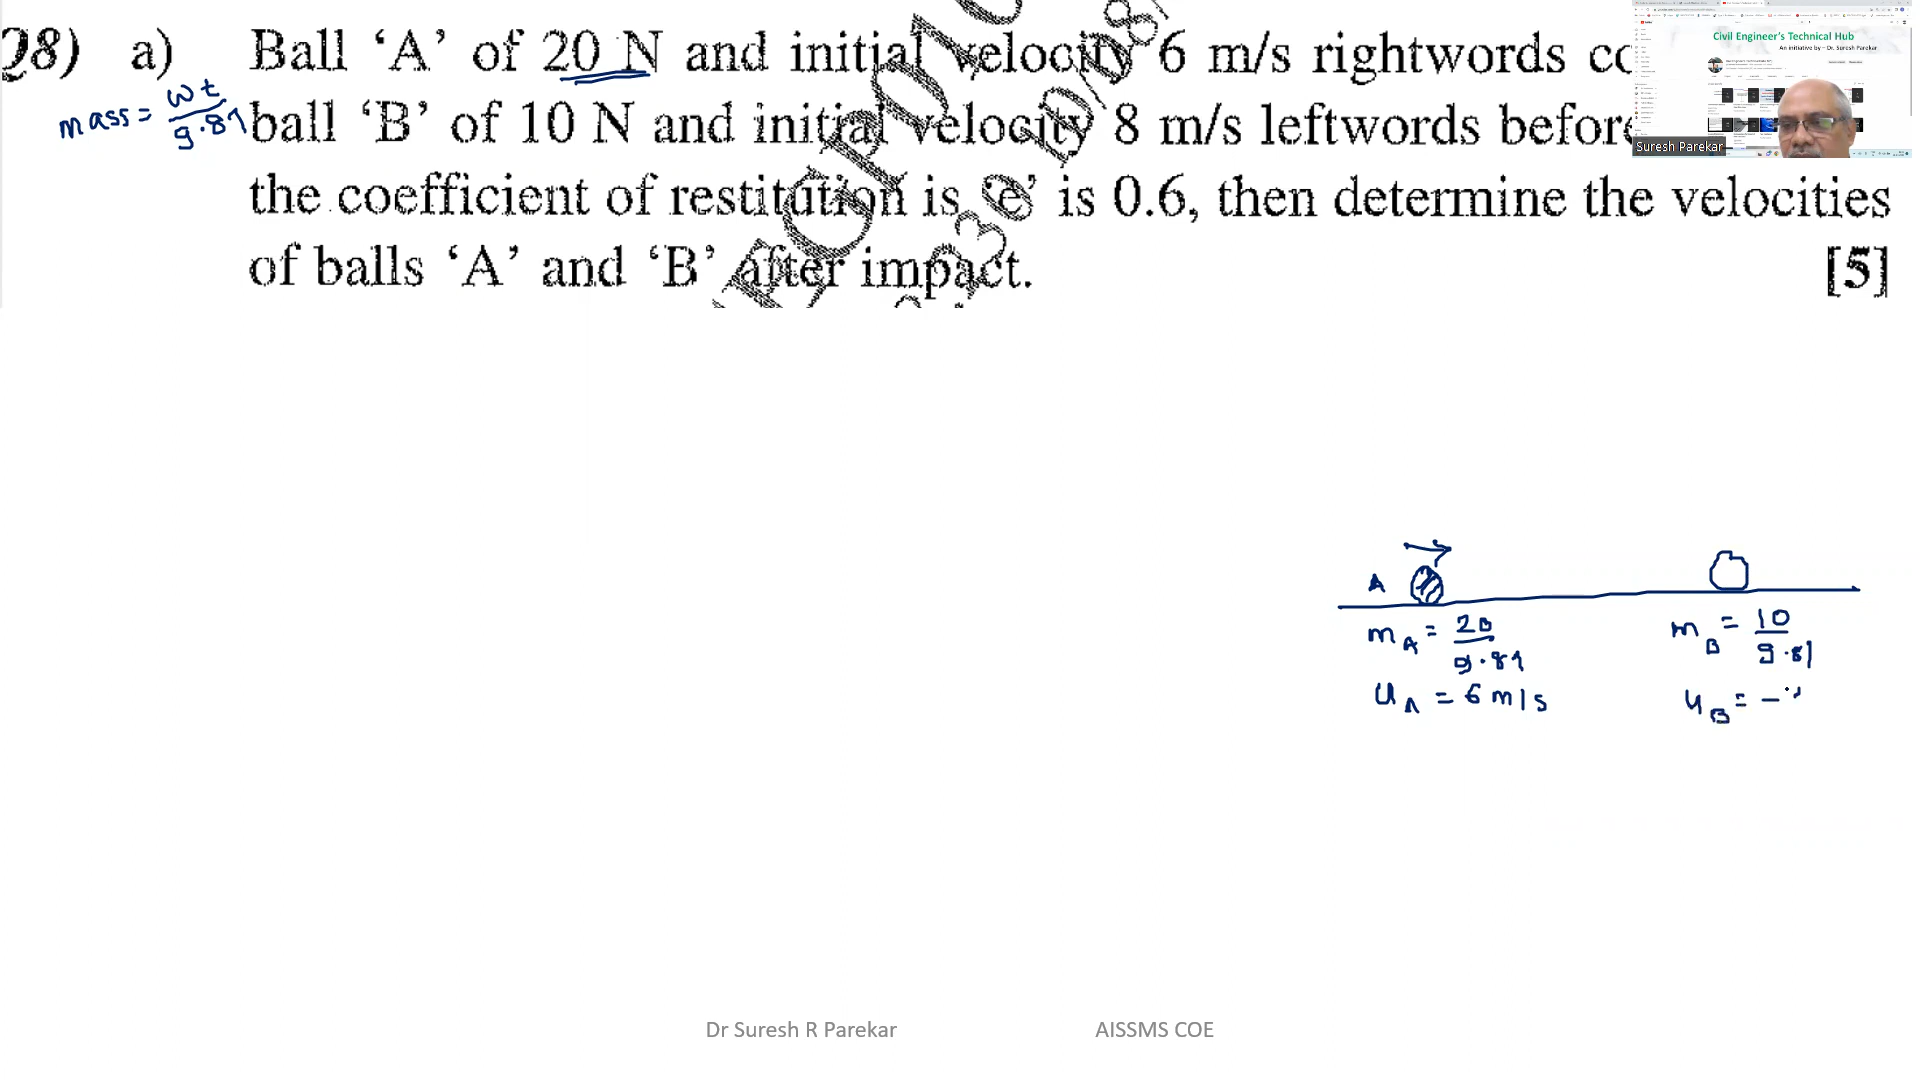 Q8) a) Ball ‘A’ of 20 N and initial velocity 6 m/s rightwords
mass = wt / 9.81
ball ‘B’ of 10 N and initial velocity 8 m/s leftwords before
the coefficient of restitution is ‘e’ is 0.6, then determine the velocities
of balls ‘A’ and ‘B’ after impact. [5]
Civil Engineer's Technical Hub
An initiative by – Dr. Suresh Parekar
Suresh Parekar
A
mA = 20 / 9.81
mB = 10 / 9.81
uA = 6 m/s
uB = -
Dr Suresh R Parekar AISSMS COE